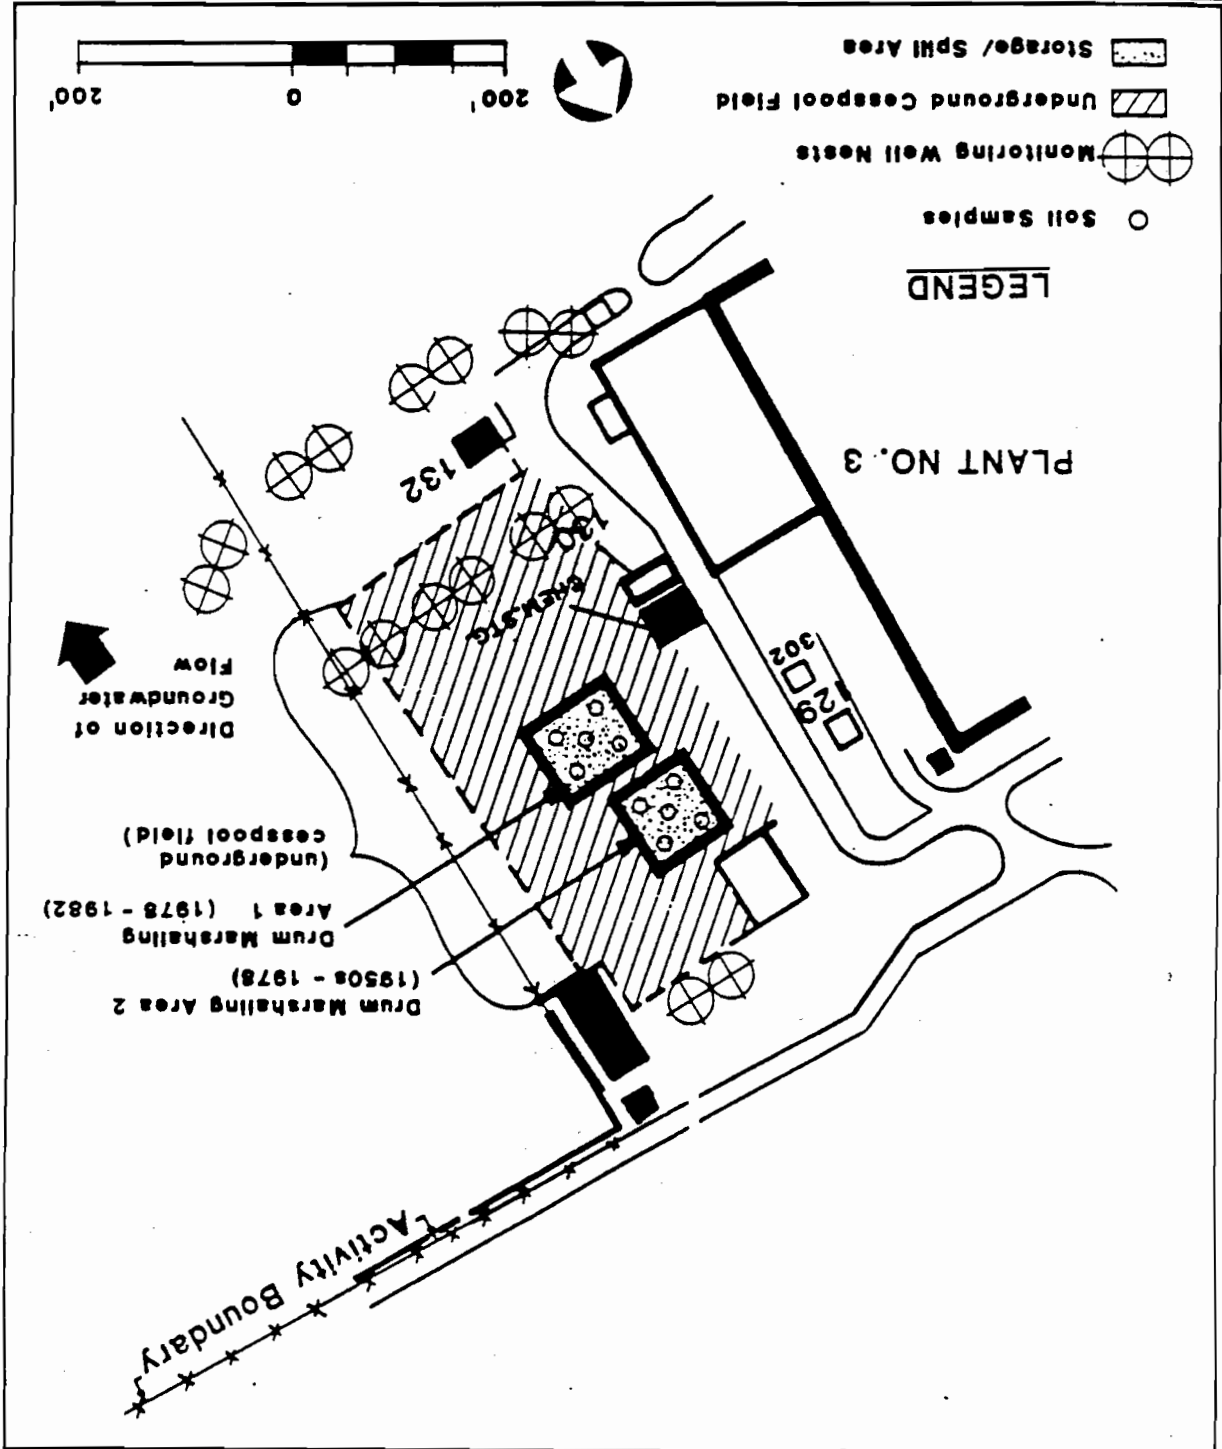 Activity Boundary
Drum Marshaling Area 2
(1950s - 1978)
Drum Marshaling
Area 1 (1978 - 1982)
(underground
cesspool field)
Direction of
Groundwater
Flow
29
302
CHEM. STG
130
132
PLANT NO. 3
LEGEND
Soil Samples
Monitoring Well Nests
Underground Cesspool Field
Storage/ Spill Area
200' 0 200'